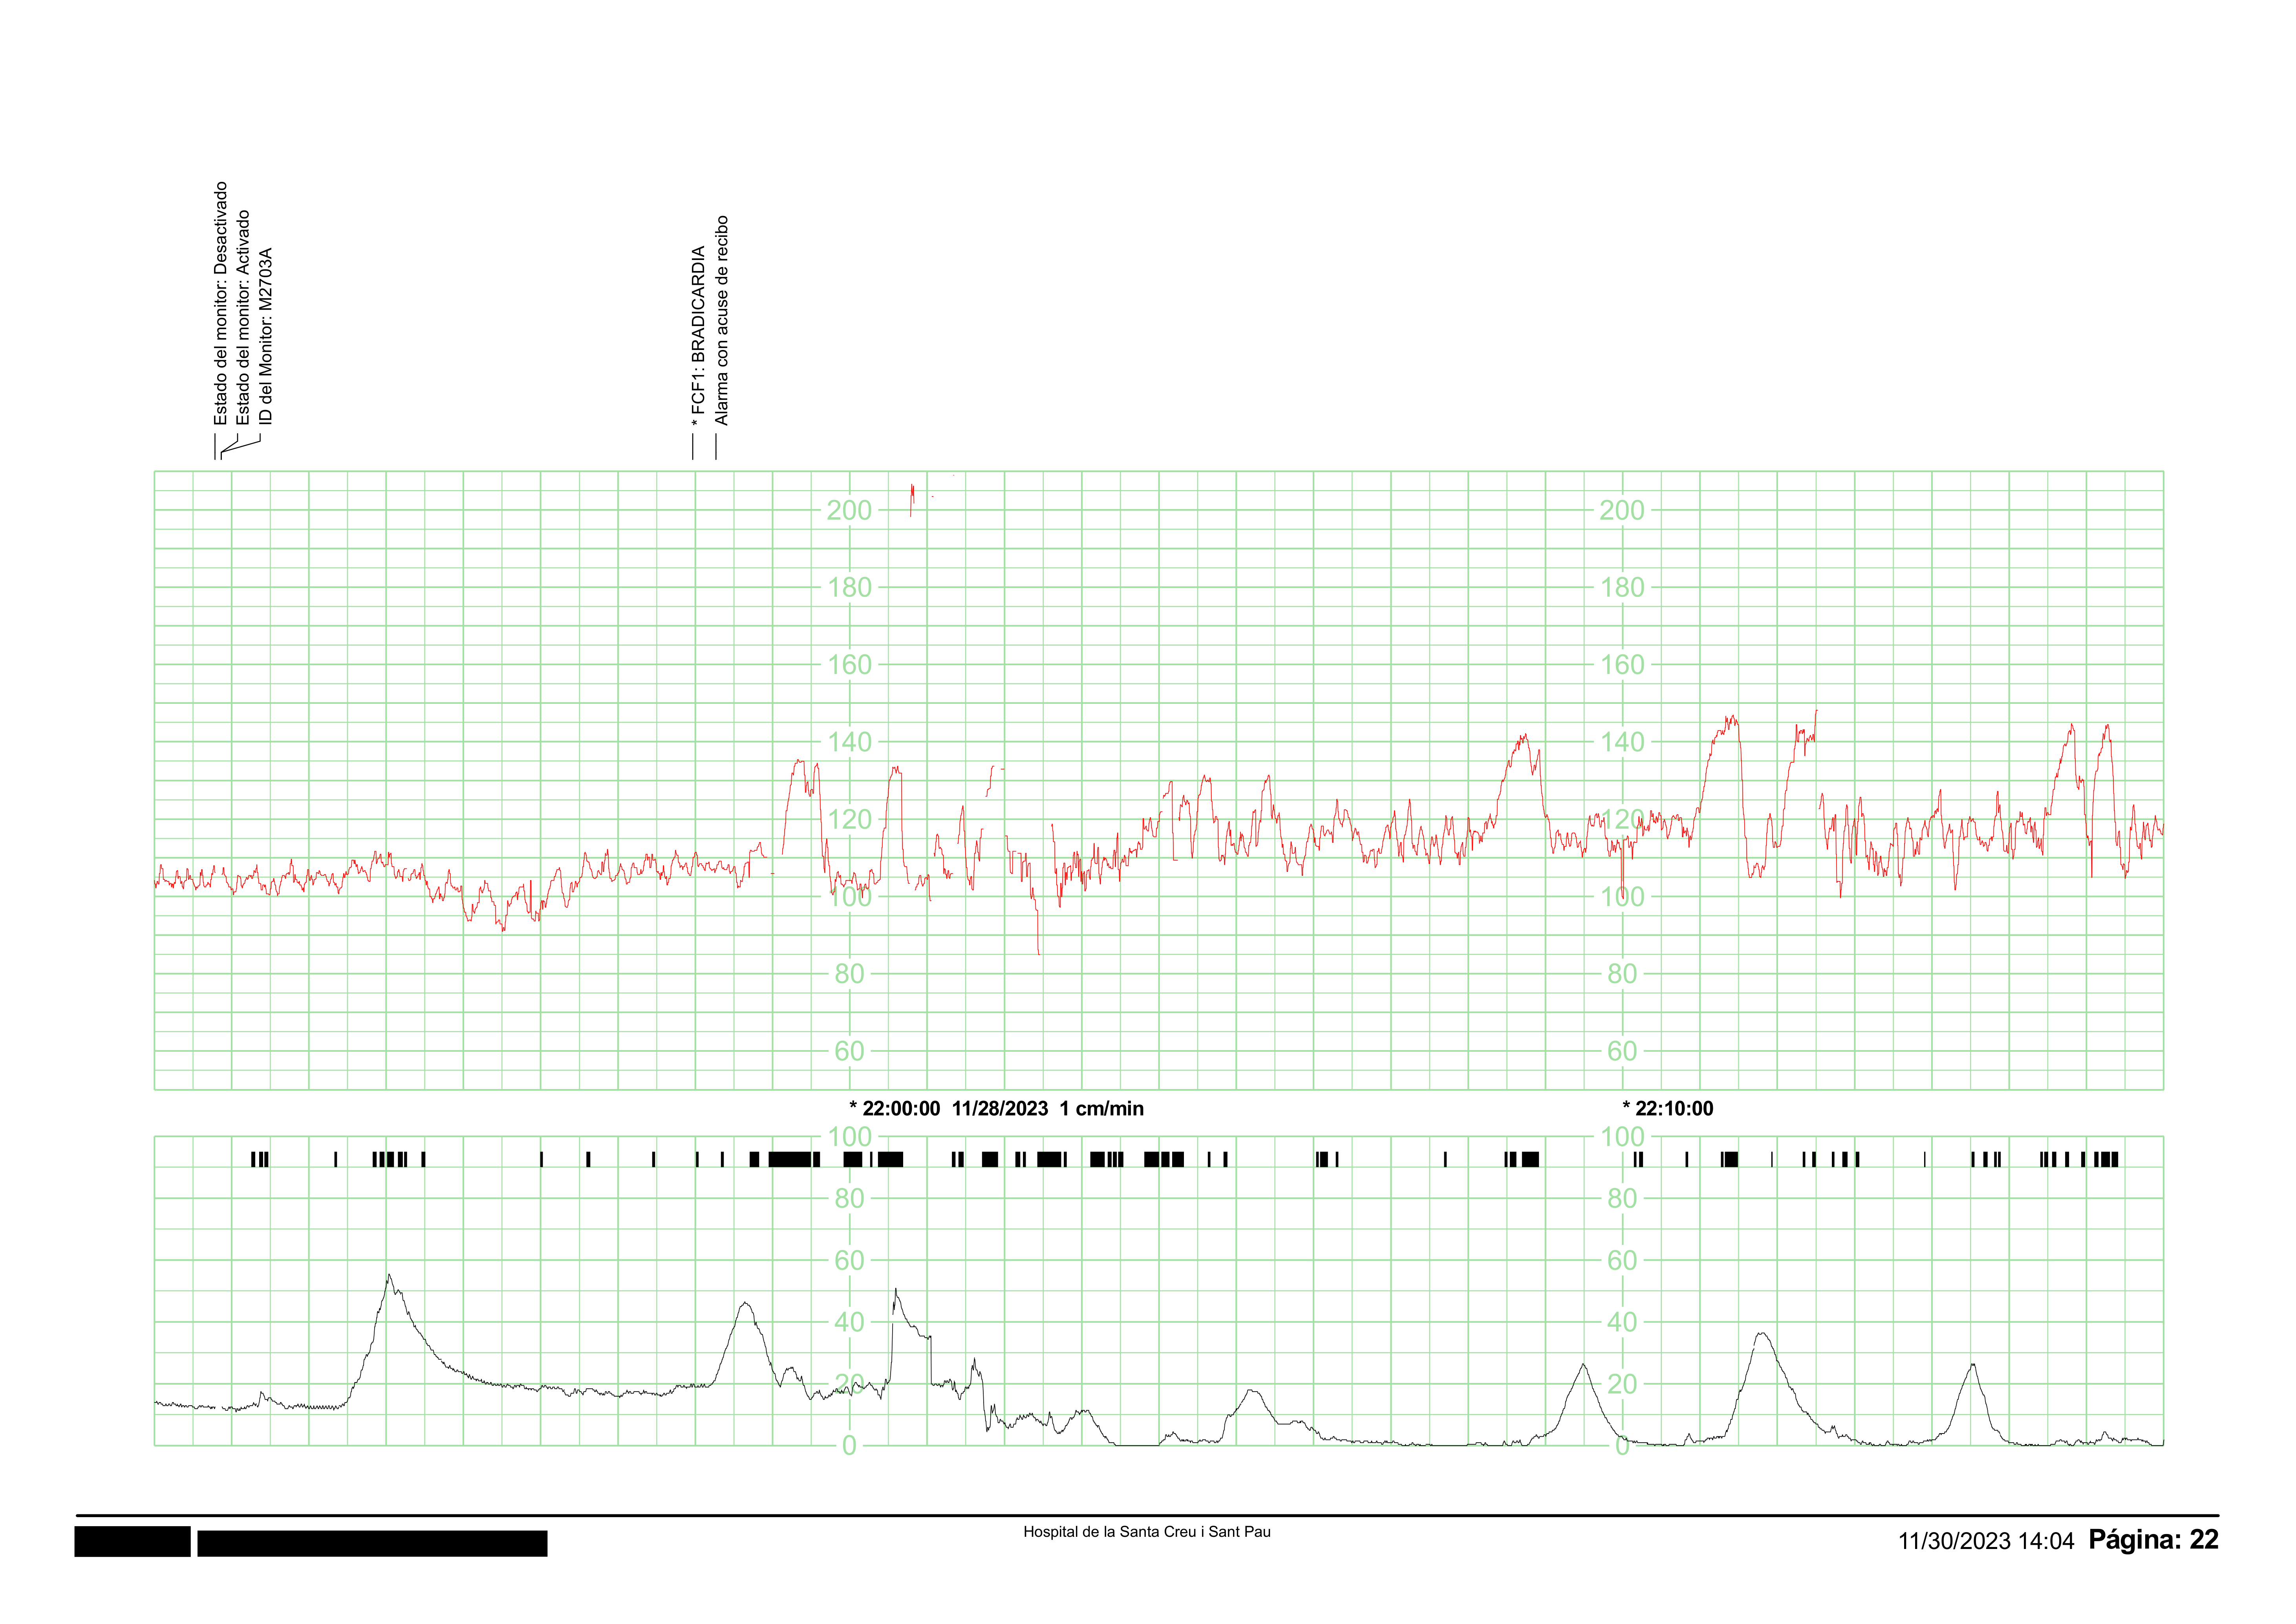 Estado del monitor: Desactivado
Estado del monitor: Activado
ID del Monitor: M2703A
* FCF1: BRADICARDIA
Alarma con acuse de recibo
200 200
180 180
160 160
140 140
120 120
100 100
80 80
60 60
* 22:00:00 11/28/2023 1 cm/min * 22:10:00
100 100
80 80
60 60
40 40
20 20
0 0
Hospital de la Santa Creu i Sant Pau
11/30/2023 14:04 Página: 22